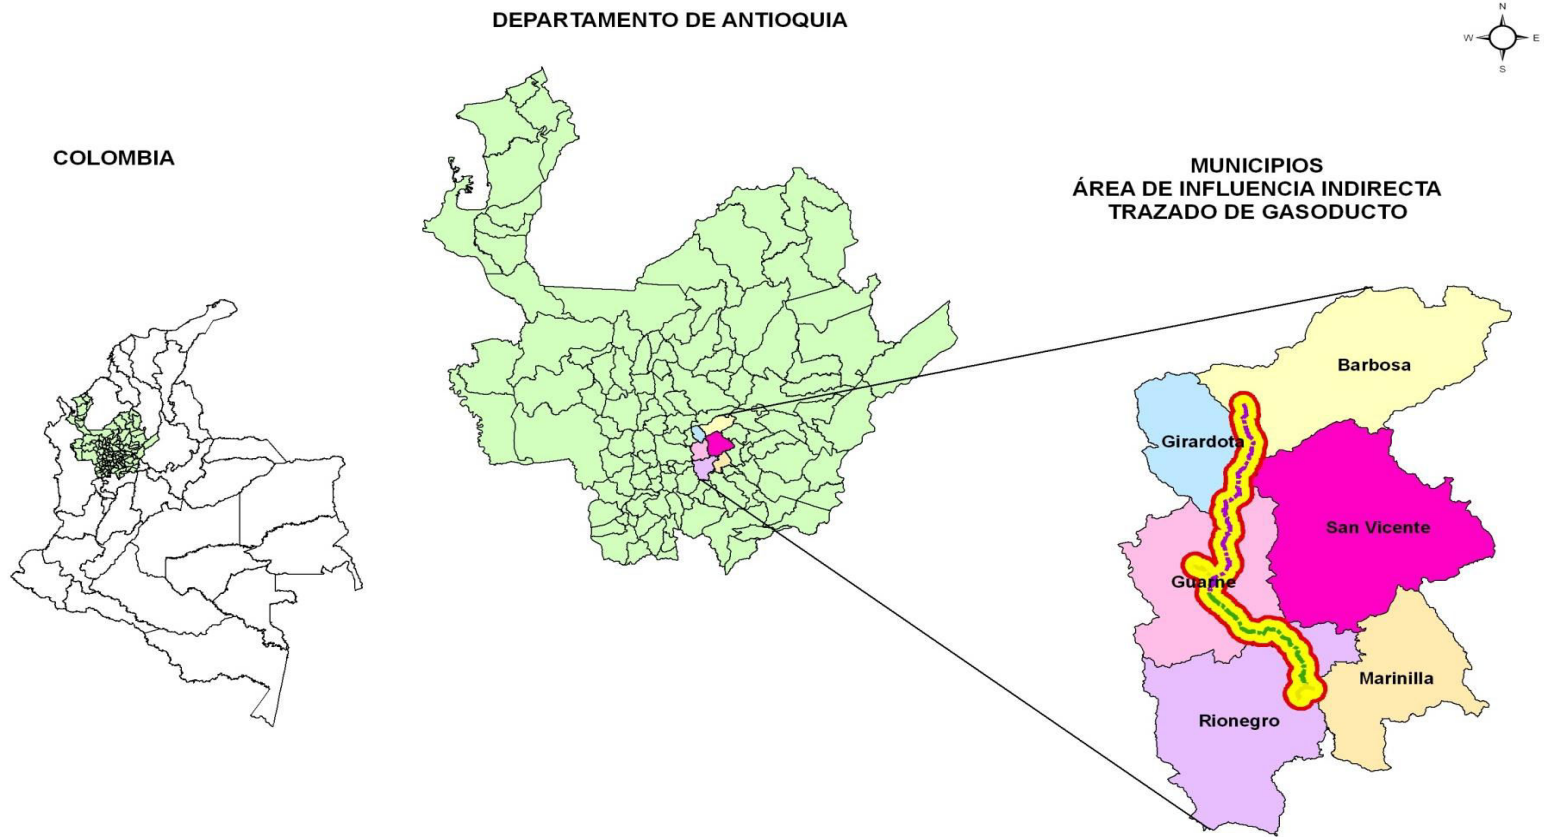 DEPARTAMENTO DE ANTIOQUIA
N
W
E
S
COLOMBIA
MUNICIPIOS
ÁREA DE INFLUENCIA INDIRECTA
TRAZADO DE GASODUCTO
Barbosa
Girardota
San Vicente
Guarne
Marinilla
Rionegro